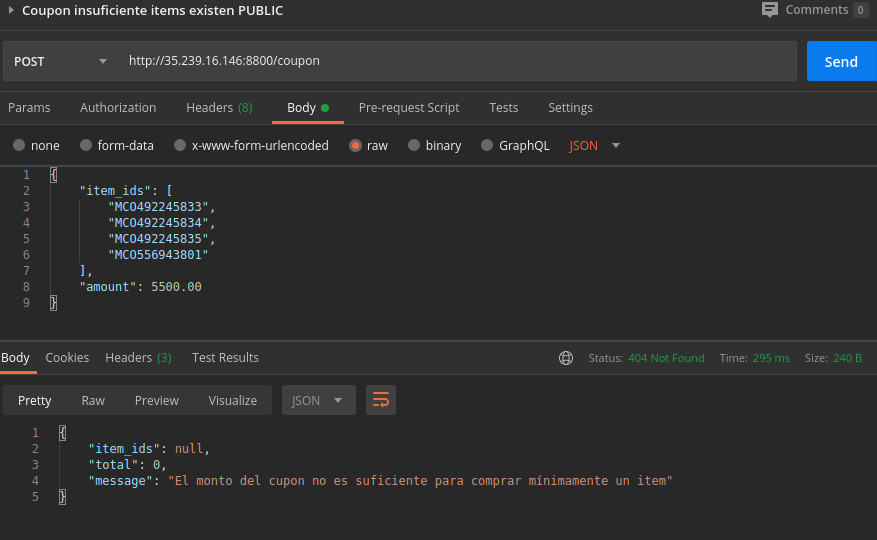 Coupon insuficiente items existen PUBLIC
Comments 0
POST http://35.239.16.146:8800/coupon Send
Params Authorization Headers (8) Body Pre-request Script Tests Settings
none form-data x-www-form-urlencoded raw binary GraphQL JSON
1 {
2 "item_ids": [
3 "MCO492245833",
4 "MCO492245834",
5 "MCO492245835",
6 "MCO556943801"
7 ],
8 "amount": 5500.00
9 }
Body Cookies Headers (3) Test Results Status: 404 Not Found Time: 295 ms Size: 240 B
Pretty Raw Preview Visualize JSON
1 {
2 "item_ids": null,
3 "total": 0,
4 "message": "El monto del cupon no es suficiente para comprar mínimamente un item"
5 }